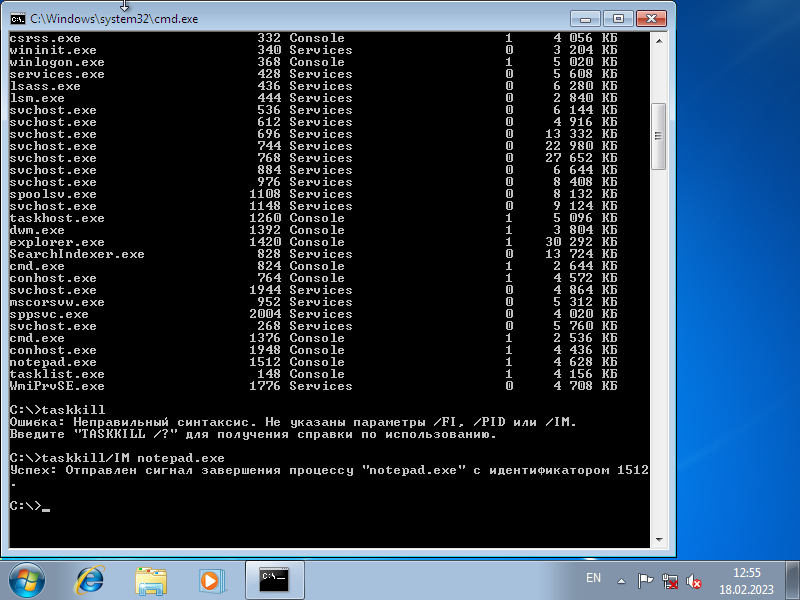 C:\Windows\system32\cmd.exe
csrss.exe 332 Console 1 4 056 КБ
wininit.exe 340 Services 0 3 204 КБ
winlogon.exe 368 Console 1 5 020 КБ
services.exe 428 Services 0 5 608 КБ
lsass.exe 436 Services 0 6 280 КБ
lsm.exe 444 Services 0 2 840 КБ
svchost.exe 536 Services 0 6 144 КБ
svchost.exe 612 Services 0 4 916 КБ
svchost.exe 696 Services 0 13 332 КБ
svchost.exe 744 Services 0 22 980 КБ
svchost.exe 768 Services 0 27 652 КБ
svchost.exe 884 Services 0 6 644 КБ
svchost.exe 976 Services 0 8 408 КБ
spoolsv.exe 1108 Services 0 8 132 КБ
svchost.exe 1148 Services 0 9 124 КБ
taskhost.exe 1260 Console 1 5 096 КБ
dwm.exe 1392 Console 1 3 804 КБ
explorer.exe 1420 Console 1 30 292 КБ
SearchIndexer.exe 828 Services 0 13 724 КБ
cmd.exe 824 Console 1 2 644 КБ
conhost.exe 764 Console 1 4 572 КБ
svchost.exe 1944 Services 0 4 864 КБ
mscorsvw.exe 952 Services 0 5 312 КБ
sppsvc.exe 2004 Services 0 4 020 КБ
svchost.exe 268 Services 0 5 760 КБ
cmd.exe 1376 Console 1 2 536 КБ
conhost.exe 1948 Console 1 4 436 КБ
notepad.exe 1512 Console 1 4 628 КБ
tasklist.exe 148 Console 1 4 156 КБ
WmiPrvSE.exe 1776 Services 0 4 708 КБ
C:\>taskkill
Ошибка: Неправильный синтаксис. Не указаны параметры /FI, /PID или /IM.
Введите "TASKKILL /?" для получения справки по использованию.
C:\>taskkill/IM notepad.exe
Успех: Отправлен сигнал завершения процессу "notepad.exe" с идентификатором 1512
.
C:\>_
C:\_
EN
12:55
18.02.2023